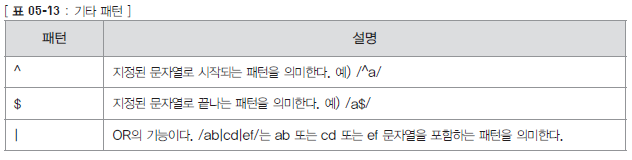 [ 표 05-13 : 기타 패턴 ]
패턴 설명
^ 지정된 문자열로 시작되는 패턴을 의미한다. 예) /^a/
$ 지정된 문자열로 끝나는 패턴을 의미한다. 예) /a$/
| OR의 기능이다. /ab|cd|ef/는 ab 또는 cd 또는 ef 문자열을 포함하는 패턴을 의미한다.